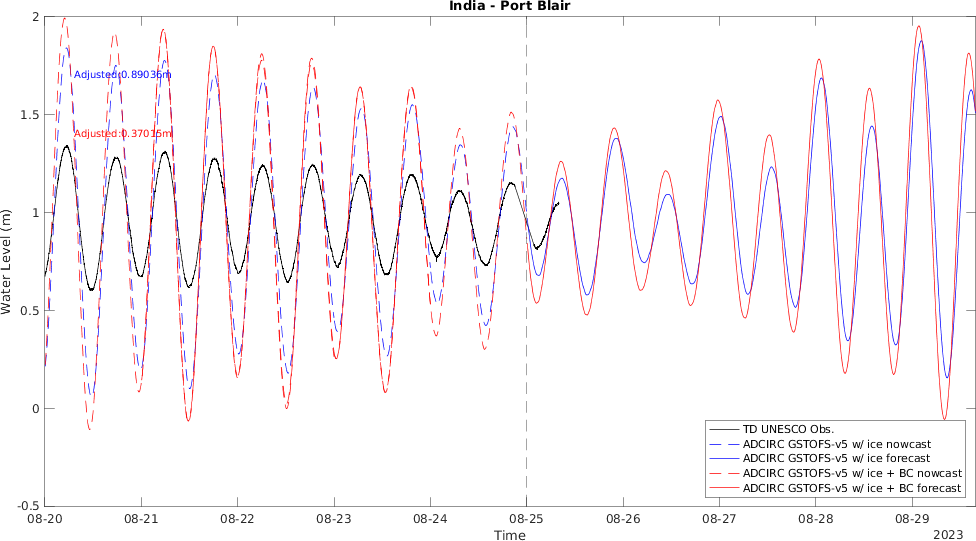 India - Port Blair
Water Level (m)
2
1.5
1
0.5
0
-0.5
Adjusted:0.89036m
Adjusted:0.37015m
TD UNESCO Obs.
ADCIRC GSTOFS-v5 w/ ice nowcast
ADCIRC GSTOFS-v5 w/ ice forecast
ADCIRC GSTOFS-v5 w/ ice + BC nowcast
ADCIRC GSTOFS-v5 w/ ice + BC forecast
08-20 08-21 08-22 08-23 08-24 08-25 08-26 08-27 08-28 08-29
Time
2023